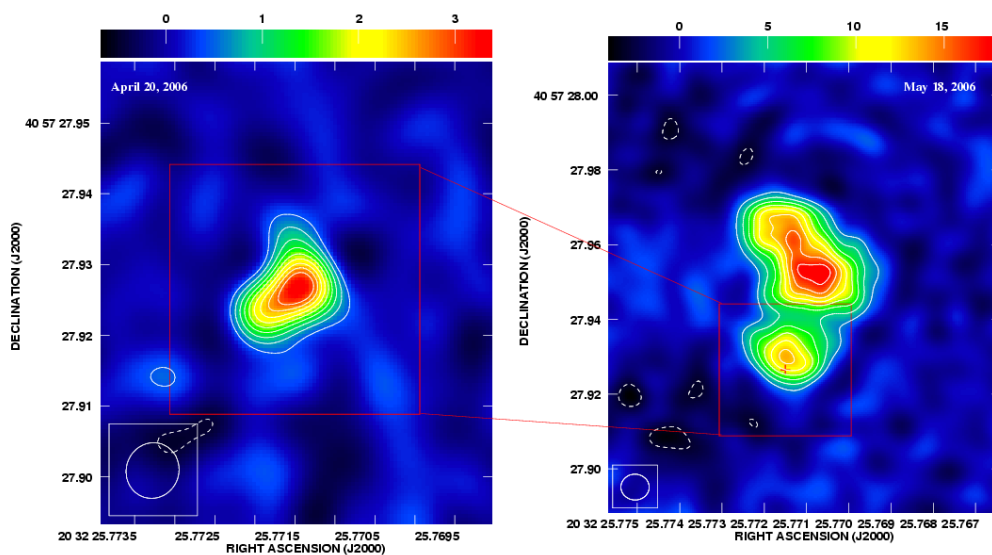 0 1 2 3
April 20, 2006
DECLINATION (J2000)
40 57 27.95
27.94
27.93
27.92
27.91
27.90
20 32 25.7735 25.7725 25.7715 25.7705 25.7695
RIGHT ASCENSION (J2000)
0 5 10 15
May 18, 2006
DECLINATION (J2000)
40 57 28.00
27.98
27.96
27.94
27.92
27.90
20 32 25.775 25.774 25.773 25.772 25.771 25.770 25.769 25.768 25.767
RIGHT ASCENSION (J2000)